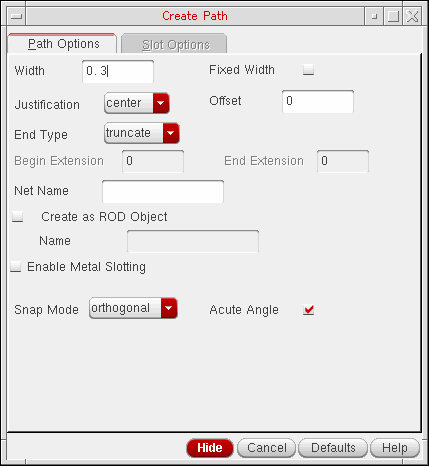 Create Path
Path Options Slot Options
Width 0.3 Fixed Width
Justification center Offset 0
End Type truncate
Begin Extension 0 End Extension 0
Net Name
Create as ROD Object
Name
Enable Metal Slotting
Snap Mode orthogonal Acute Angle
Hide Cancel Defaults Help